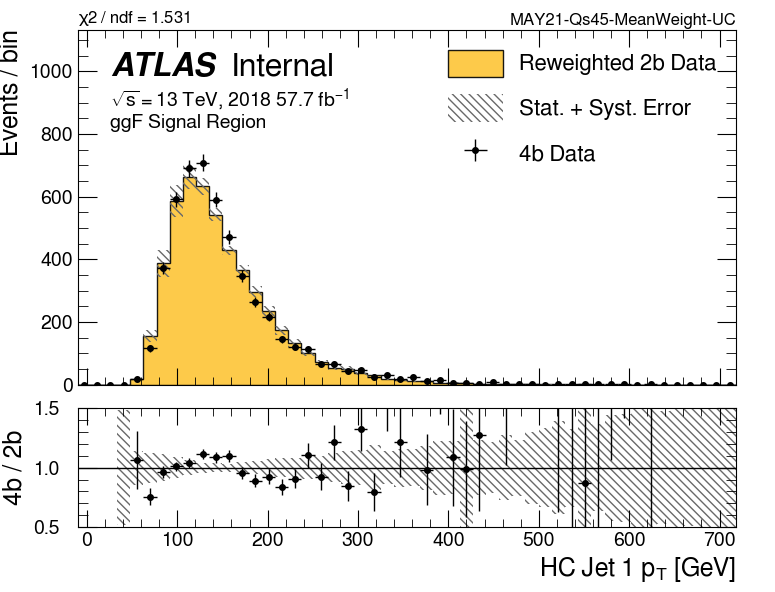 χ2 / ndf = 1.531
MAY21-Qs45-MeanWeight-UC
Events / bin
ATLAS Internal
√s = 13 TeV, 2018 57.7 fb−1
ggF Signal Region
Reweighted 2b Data
Stat. + Syst. Error
4b Data
1000
800
600
400
200
0
4b / 2b
1.5
1.0
0.5
0 100 200 300 400 500 600 700
HC Jet 1 pT [GeV]